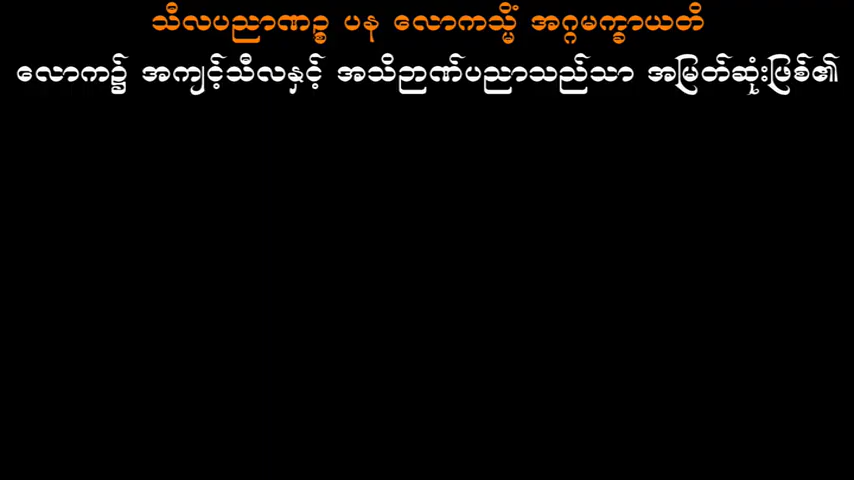 သီလပညာဏဉ္စ ပန လောကသ္မိံ အဂ္ဂမက္ခာယတိ
လောက၌ အကျင့်သီလနှင့် အသိဉာဏ်ပညာသည်သာ အမြတ်ဆုံးဖြစ်၏